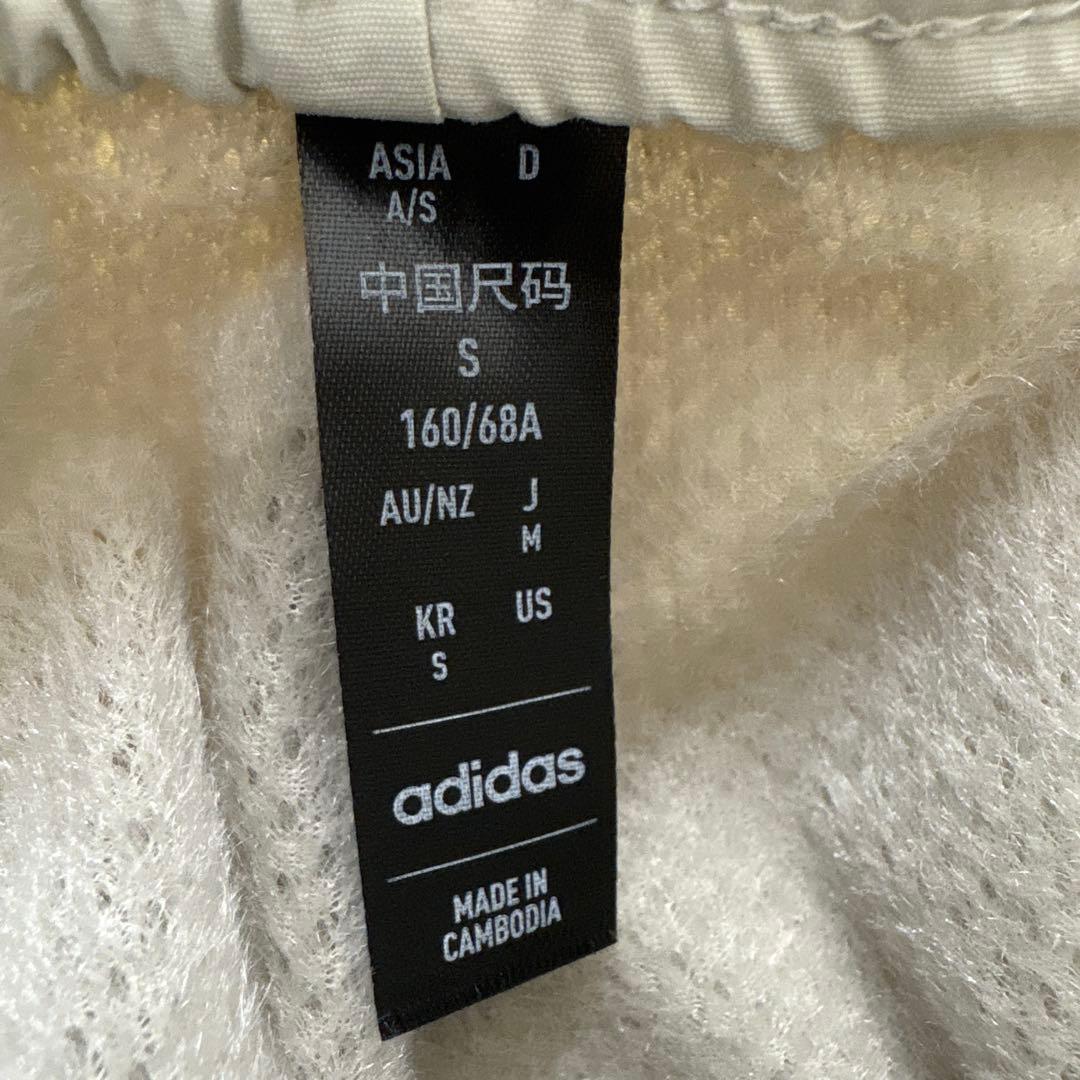 ASIA D
A/S
中国尺码
S
160/68A
AU/NZ J
M
KR US
S
adidas
MADE IN
CAMBODIA